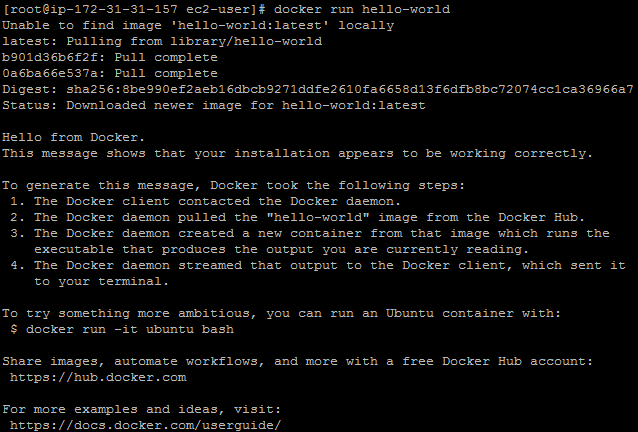 [root@ip-172-31-31-157 ec2-user]# docker run hello-world
Unable to find image 'hello-world:latest' locally
latest: Pulling from library/hello-world
b901d36b6f2f: Pull complete
0a6ba66e537a: Pull complete
Digest: sha256:8be990ef2aeb16dbcb9271ddfe2610fa6658d13f6dfb8bc72074cc1ca36966a7
Status: Downloaded newer image for hello-world:latest

Hello from Docker.
This message shows that your installation appears to be working correctly.

To generate this message, Docker took the following steps:
 1. The Docker client contacted the Docker daemon.
 2. The Docker daemon pulled the "hello-world" image from the Docker Hub.
 3. The Docker daemon created a new container from that image which runs the
    executable that produces the output you are currently reading.
 4. The Docker daemon streamed that output to the Docker client, which sent it
    to your terminal.

To try something more ambitious, you can run an Ubuntu container with:
 $ docker run -it ubuntu bash

Share images, automate workflows, and more with a free Docker Hub account:
 https://hub.docker.com

For more examples and ideas, visit:
 https://docs.docker.com/userguide/